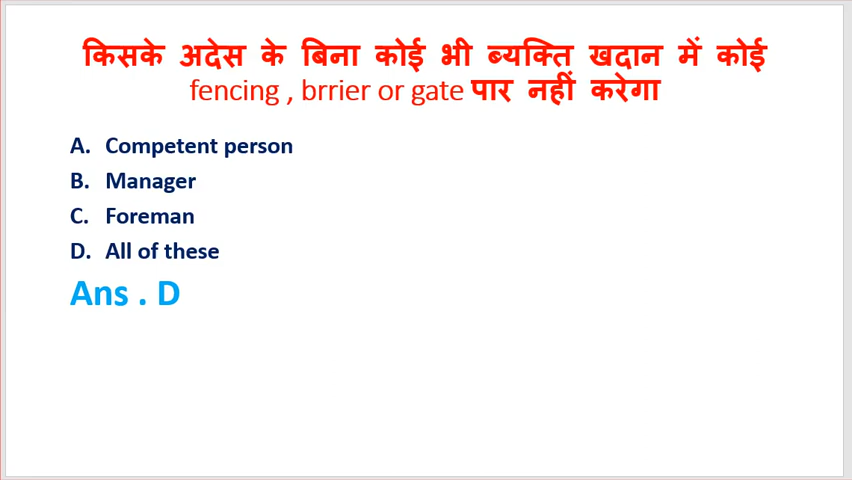 किसके अदेस के बिना कोई भी ब्यक्ति खदान में कोई
fencing , brrier or gate पार नहीं करेगा
A. Competent person
B. Manager
C. Foreman
D. All of these
Ans . D